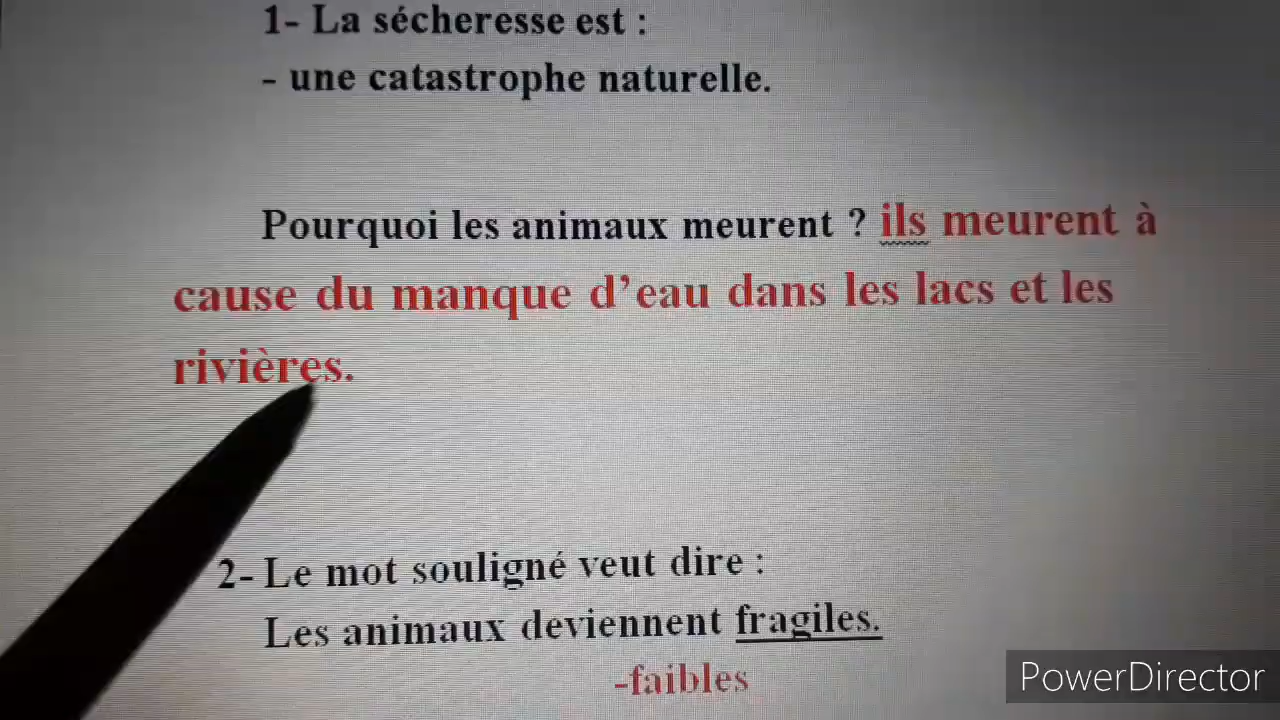 1- La sécheresse est :
- une catastrophe naturelle.
Pourquoi les animaux meurent ? ils meurent à
cause du manque d’eau dans les lacs et les
rivières.
2- Le mot souligné veut dire :
Les animaux deviennent fragiles.
-faibles
PowerDirector